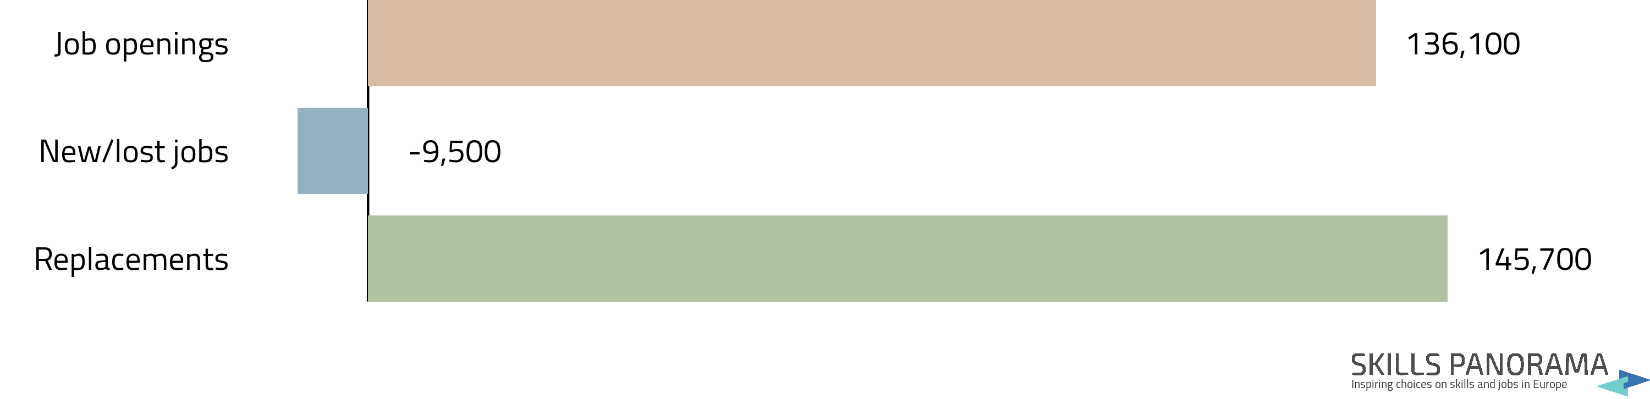 Job openings 136,100
New/lost jobs -9,500
Replacements 145,700
SKILLS PANORAMA
Inspiring choices on skills and jobs in Europe